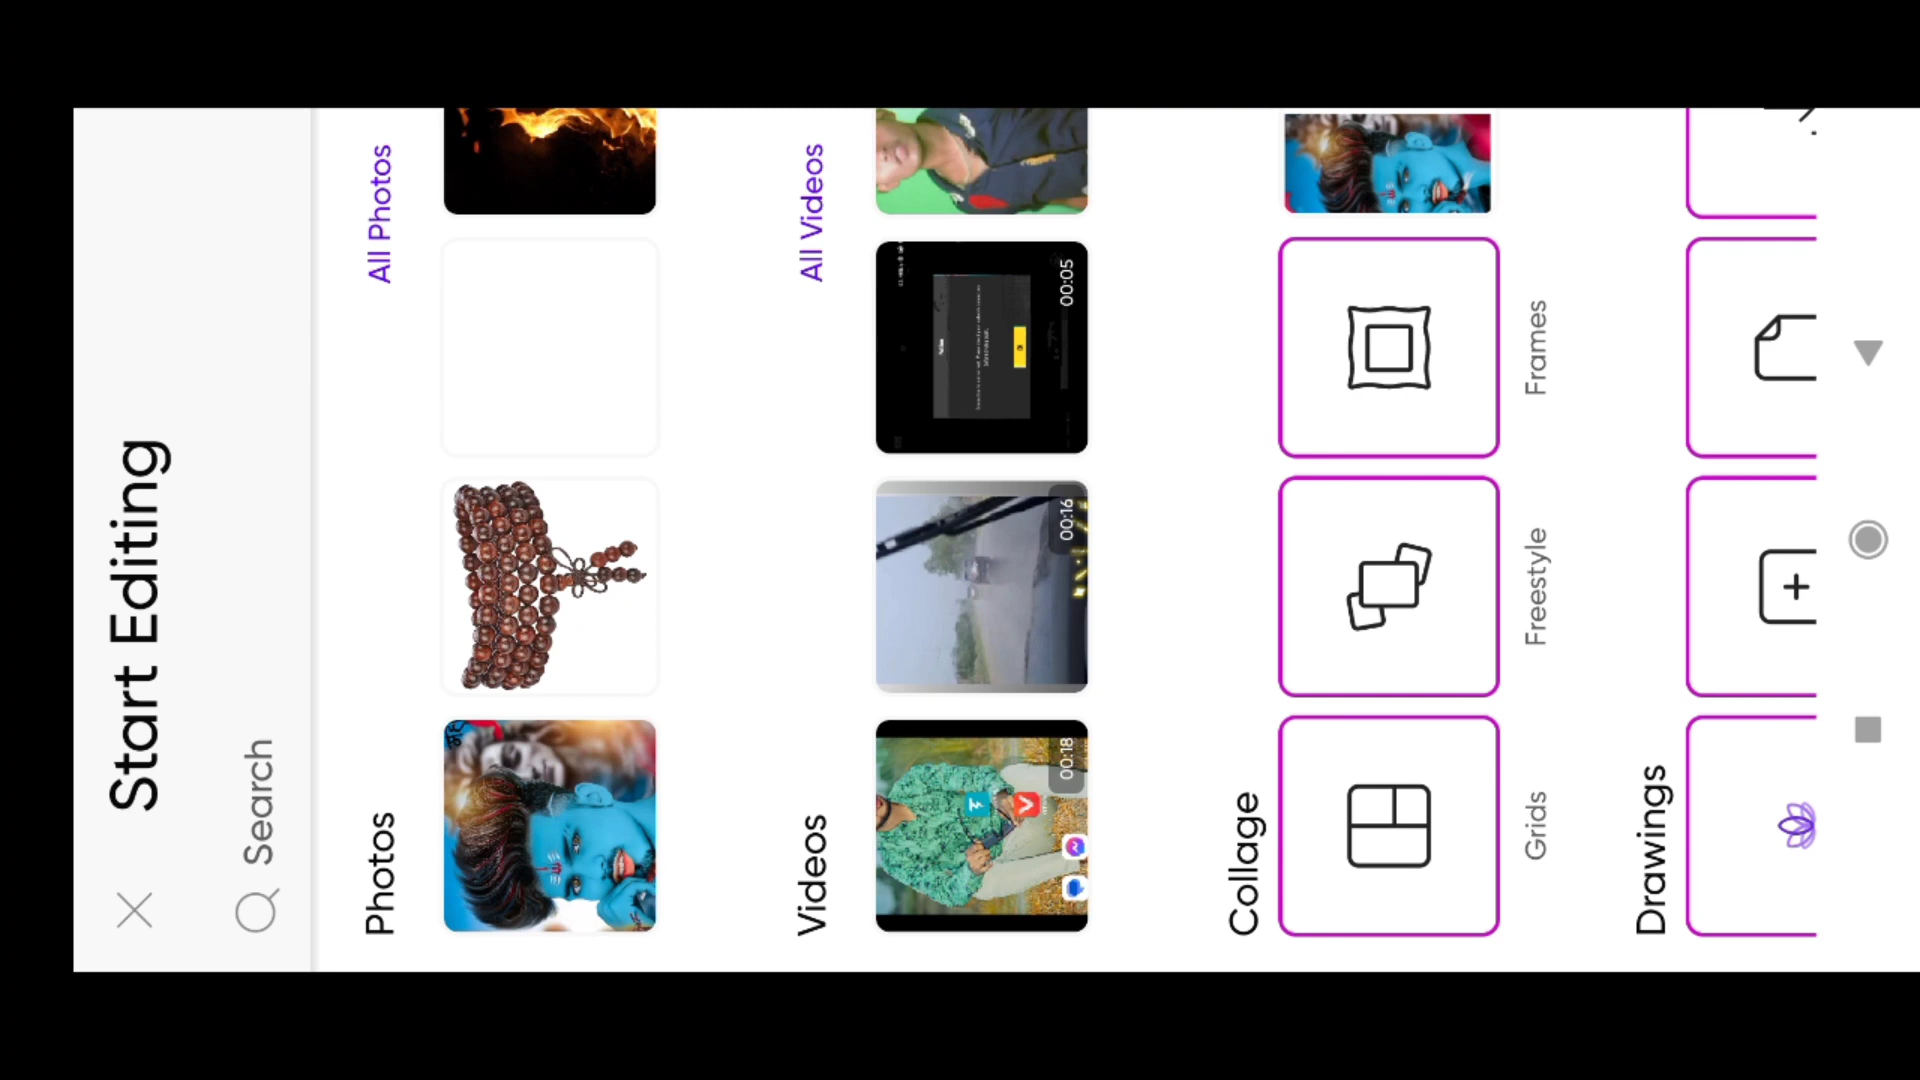 Start Editing
Search
Photos
All Photos
Videos
All Videos
00:18
00:16
00:05
Collage
Grids
Freestyle
Frames
Drawings